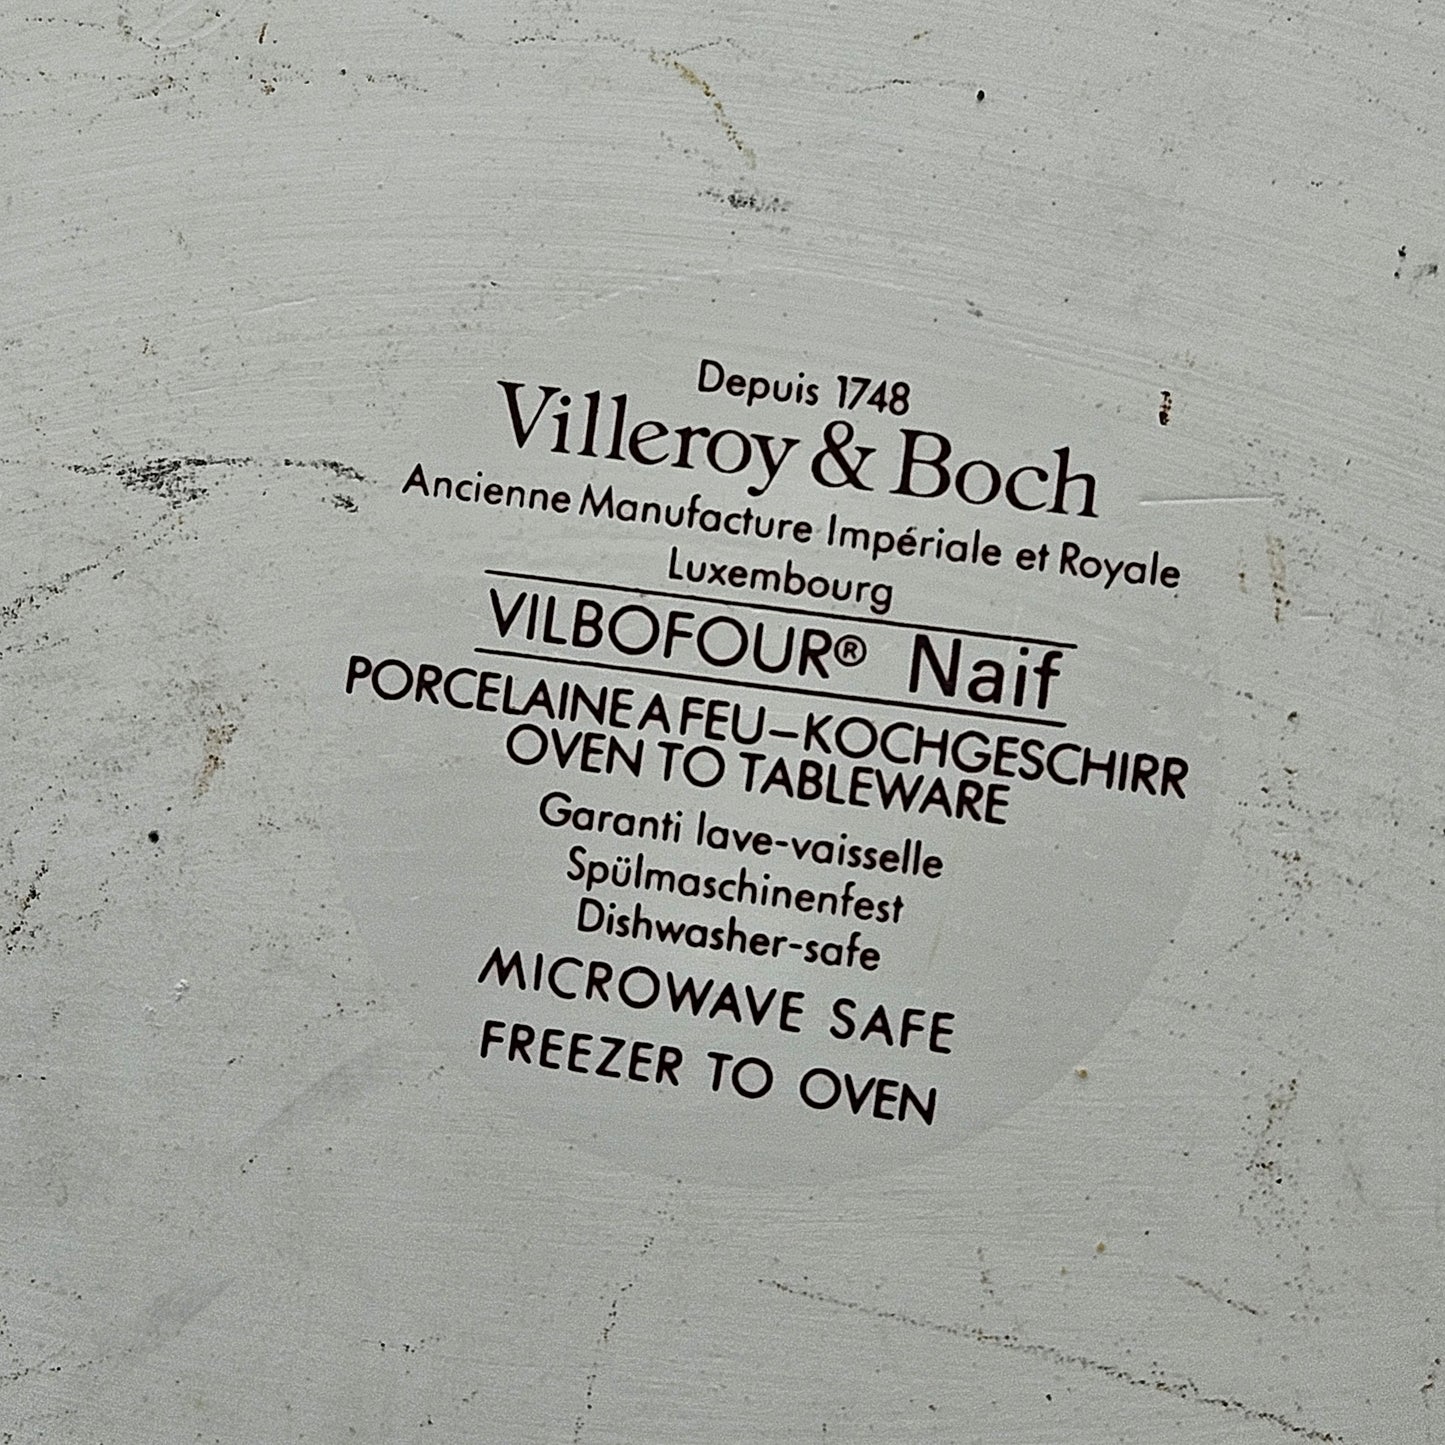 Depuis 1748
Villeroy & Boch
Ancienne Manufacture Impériale et Royale
Luxembourg
VILBOFOUR® Naif
PORCELAINE A FEU–KOCHGESCHIRR
OVEN TO TABLEWARE
Garanti lave-vaisselle
Spülmaschinenfest
Dishwasher-safe
MICROWAVE SAFE
FREEZER TO OVEN